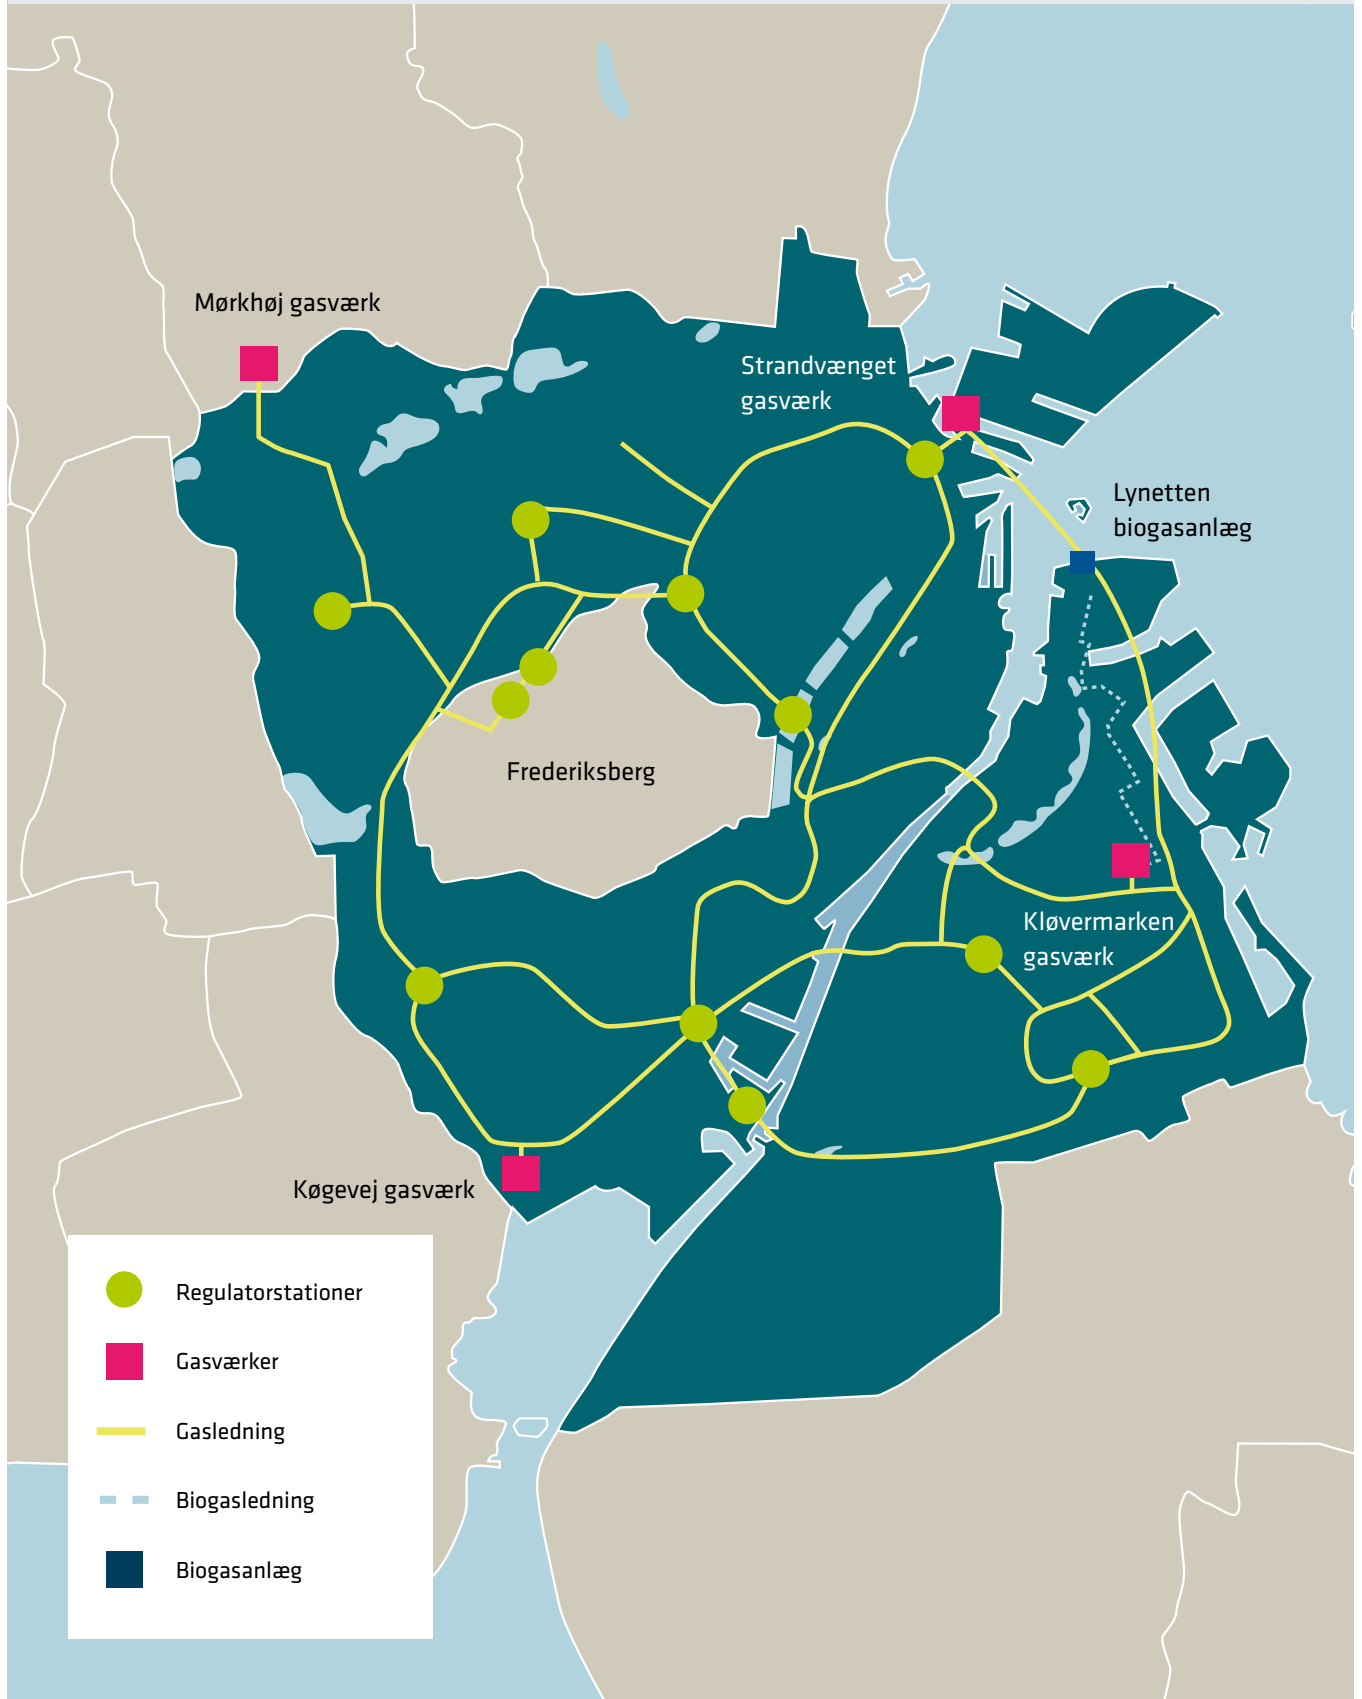 Mørkhøj gasværk
Strandvænget
gasværk
Lynetten
biogasanlæg
Frederiksberg
Kløvermarken
gasværk
Køgevej gasværk
Regulatorstationer
Gasværker
Gasledning
Biogasledning
Biogasanlæg